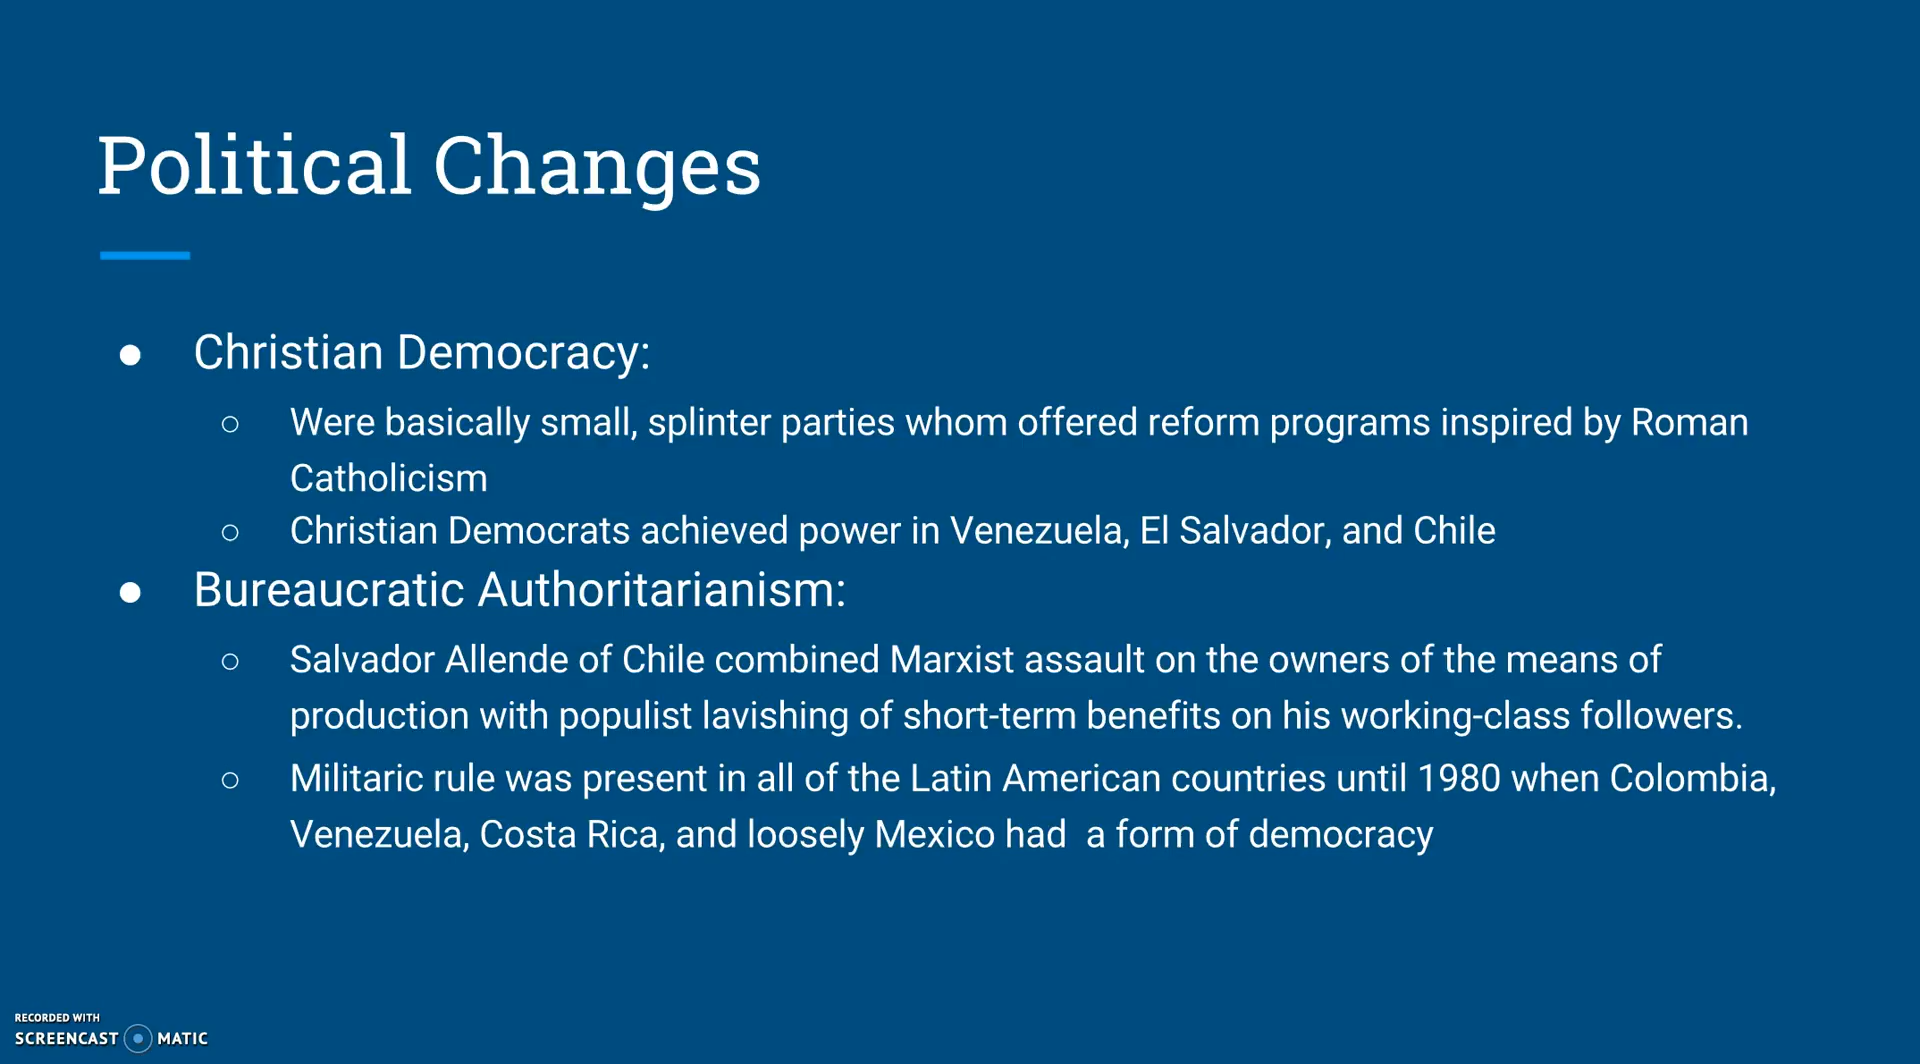 Political Changes
● Christian Democracy:
○ Were basically small, splinter parties whom offered reform programs inspired by Roman
Catholicism
○ Christian Democrats achieved power in Venezuela, El Salvador, and Chile
● Bureaucratic Authoritarianism:
○ Salvador Allende of Chile combined Marxist assault on the owners of the means of
production with populist lavishing of short-term benefits on his working-class followers.
○ Militaric rule was present in all of the Latin American countries until 1980 when Colombia,
Venezuela, Costa Rica, and loosely Mexico had  a form of democracy
RECORDED WITH
SCREENCAST MATIC